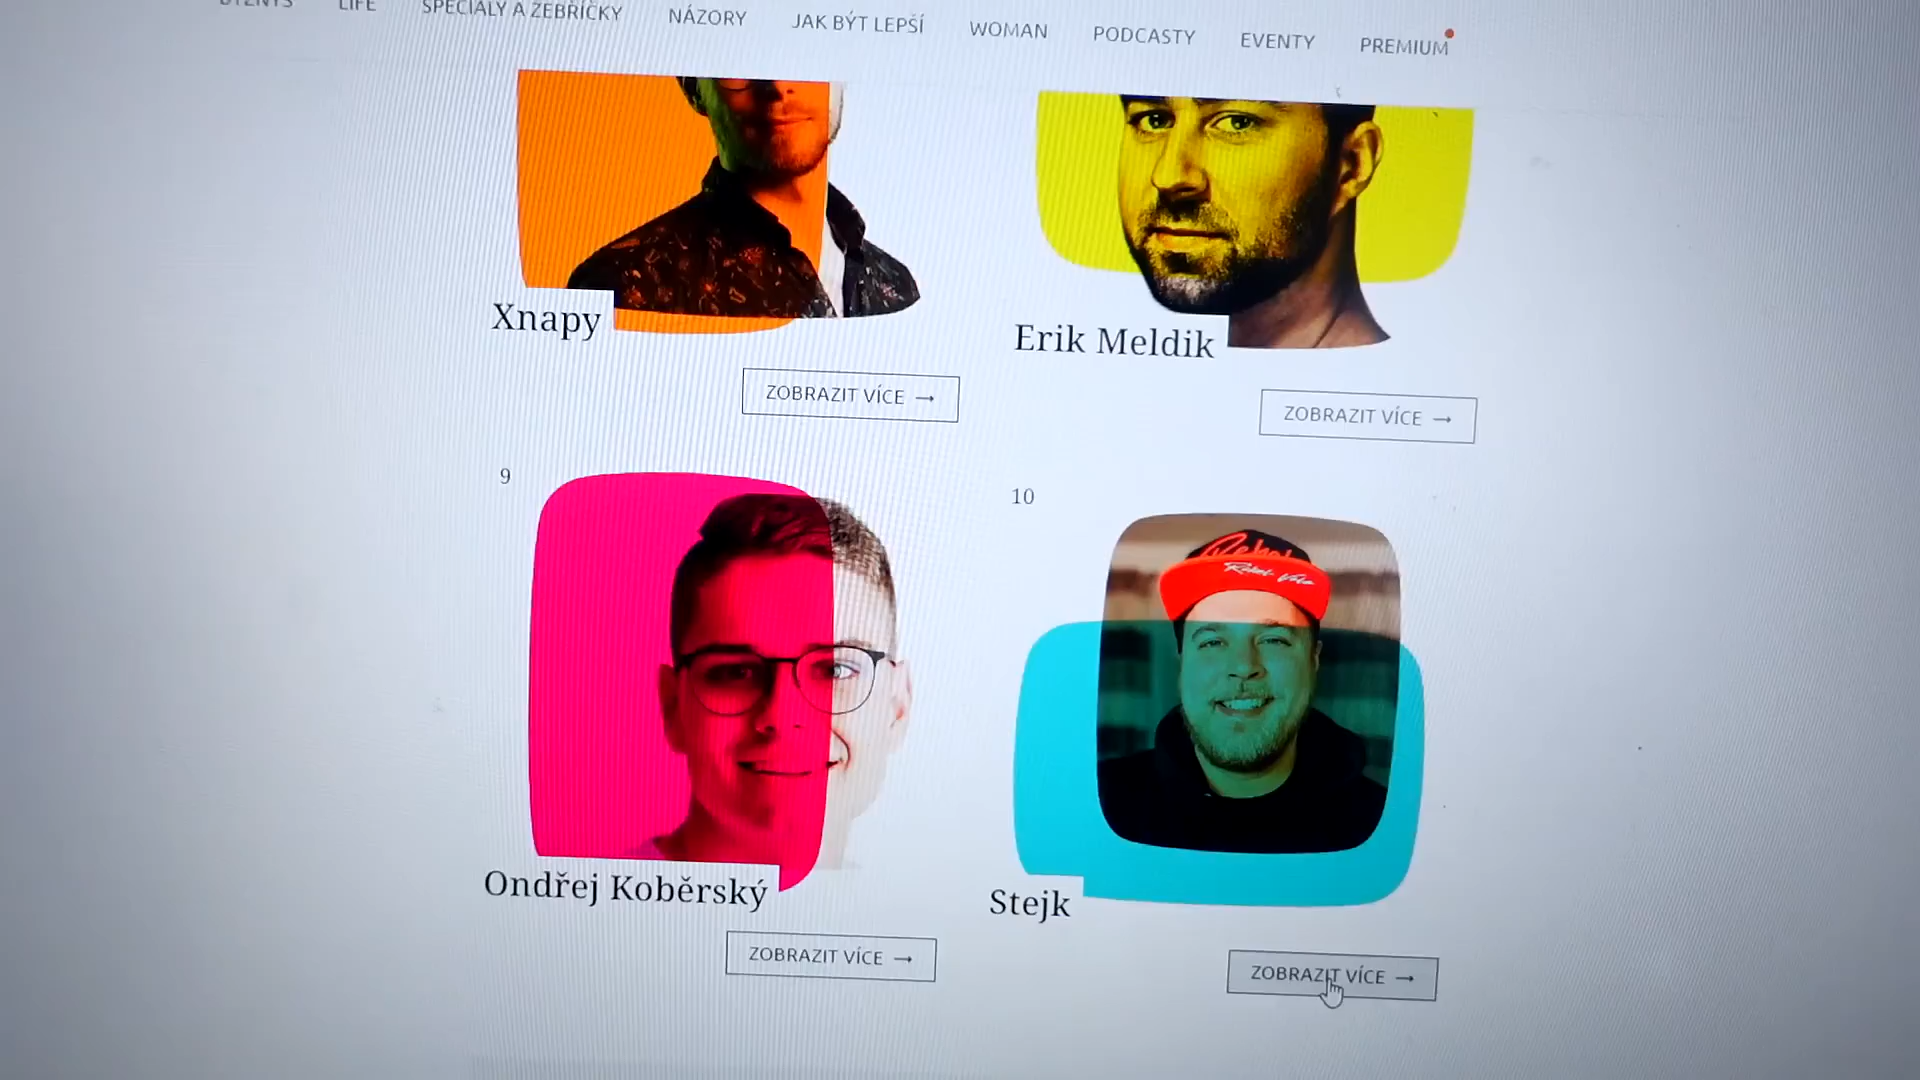 LIFE
SPECIÁLY A ŽEBŘÍČKY
NÁZORY
JAK BÝT LEPŠÍ
WOMAN
PODCASTY
EVENTY
PREMIUM
Xnapy
Erik Meldik
ZOBRAZIT VÍCE →
ZOBRAZIT VÍCE →
9
10
Ondřej Koběrský
Stejk
ZOBRAZIT VÍCE →
ZOBRAZIT VÍCE →